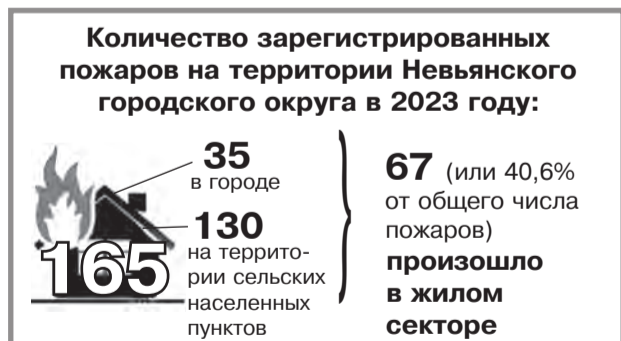 Количество зарегистрированных
пожаров на территории Невьянского
городского округа в 2023 году:
165
35
в городе
130
на террито-
рии сельских
населенных
пунктов
67 (или 40,6%
от общего числа
пожаров)
произошло
в жилом
секторе